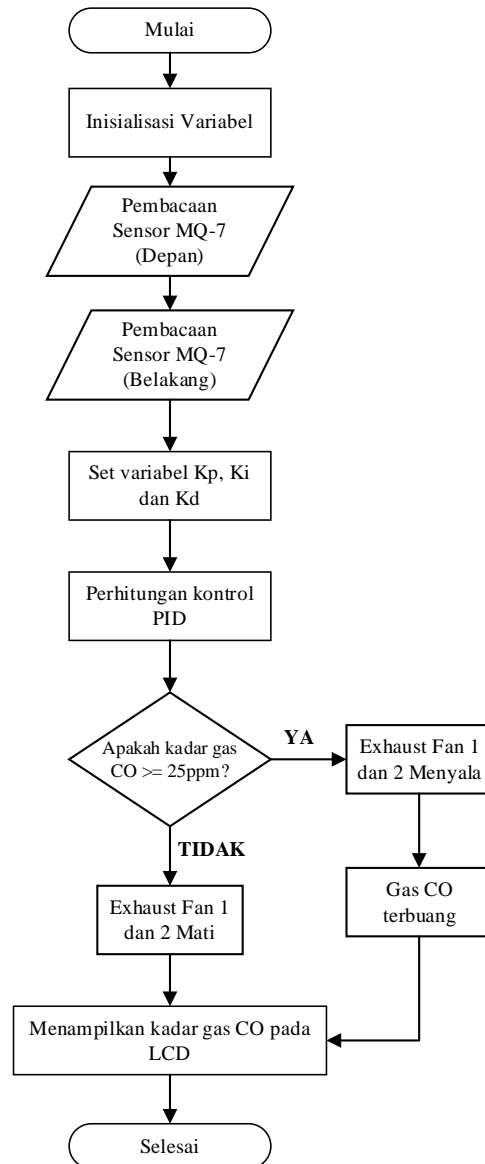 Mulai
Inisialisasi Variabel
Pembacaan
Sensor MQ-7
(Depan)
Pembacaan
Sensor MQ-7
(Belakang)
Set variabel Kp, Ki
dan Kd
Perhitungan kontrol
PID
Apakah kadar gas
CO >= 25ppm?
YA
Exhaust Fan 1
dan 2 Menyala
TIDAK
Gas CO
terbuang
Exhaust Fan 1
dan 2 Mati
Menampilkan kadar gas CO pada
LCD
Selesai